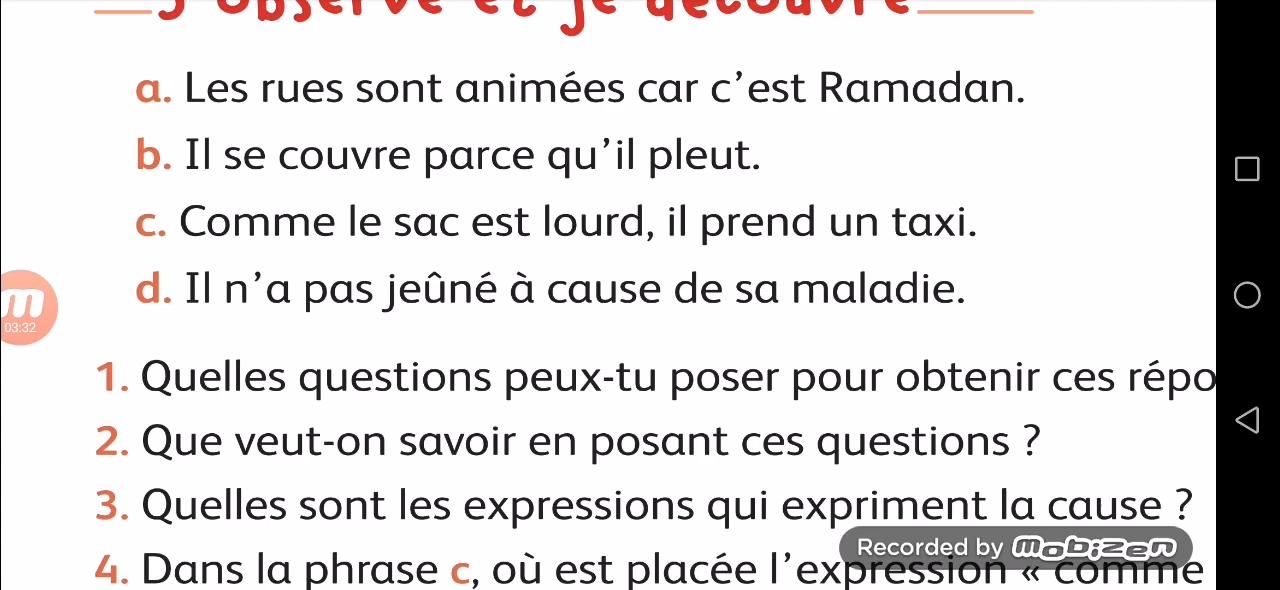 J'observe et je découvre
a. Les rues sont animées car c'est Ramadan.
b. Il se couvre parce qu'il pleut.
c. Comme le sac est lourd, il prend un taxi.
d. Il n'a pas jeûné à cause de sa maladie.
03:32
1. Quelles questions peux-tu poser pour obtenir ces répo
2. Que veut-on savoir en posant ces questions ?
3. Quelles sont les expressions qui expriment la cause ?
Recorded by mobizen
4. Dans la phrase c, où est placée l'expression « comme